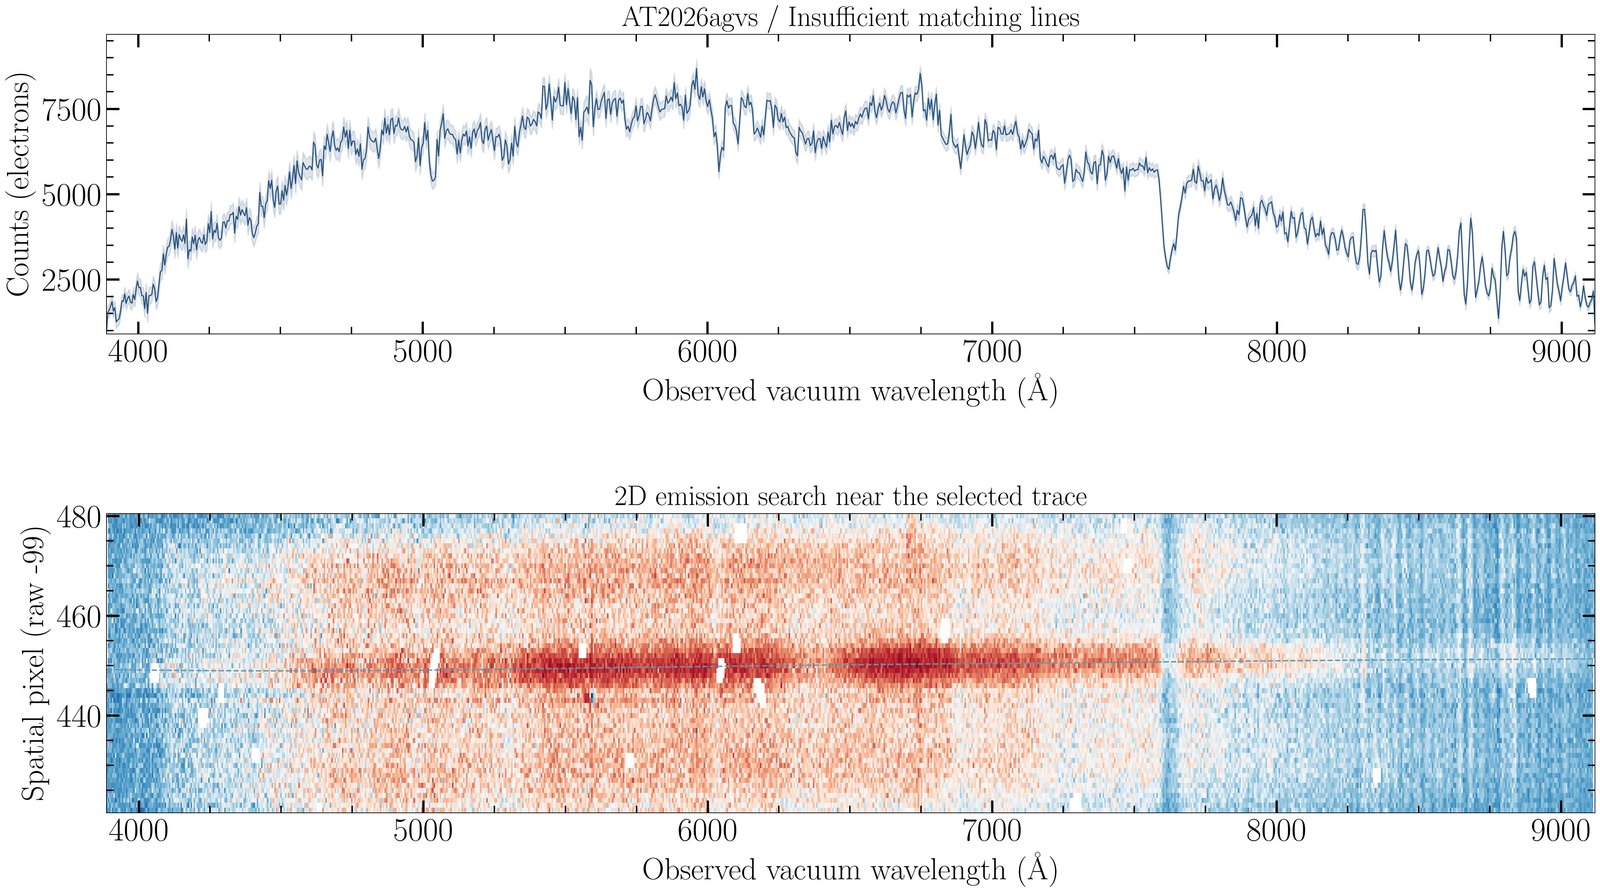 AT2026agvs / Insufficient matching lines
Counts (electrons)
7500
5000
2500
4000 5000 6000 7000 8000 9000
Observed vacuum wavelength (Å)
2D emission search near the selected trace
Spatial pixel (raw -99)
480
460
440
4000 5000 6000 7000 8000 9000
Observed vacuum wavelength (Å)